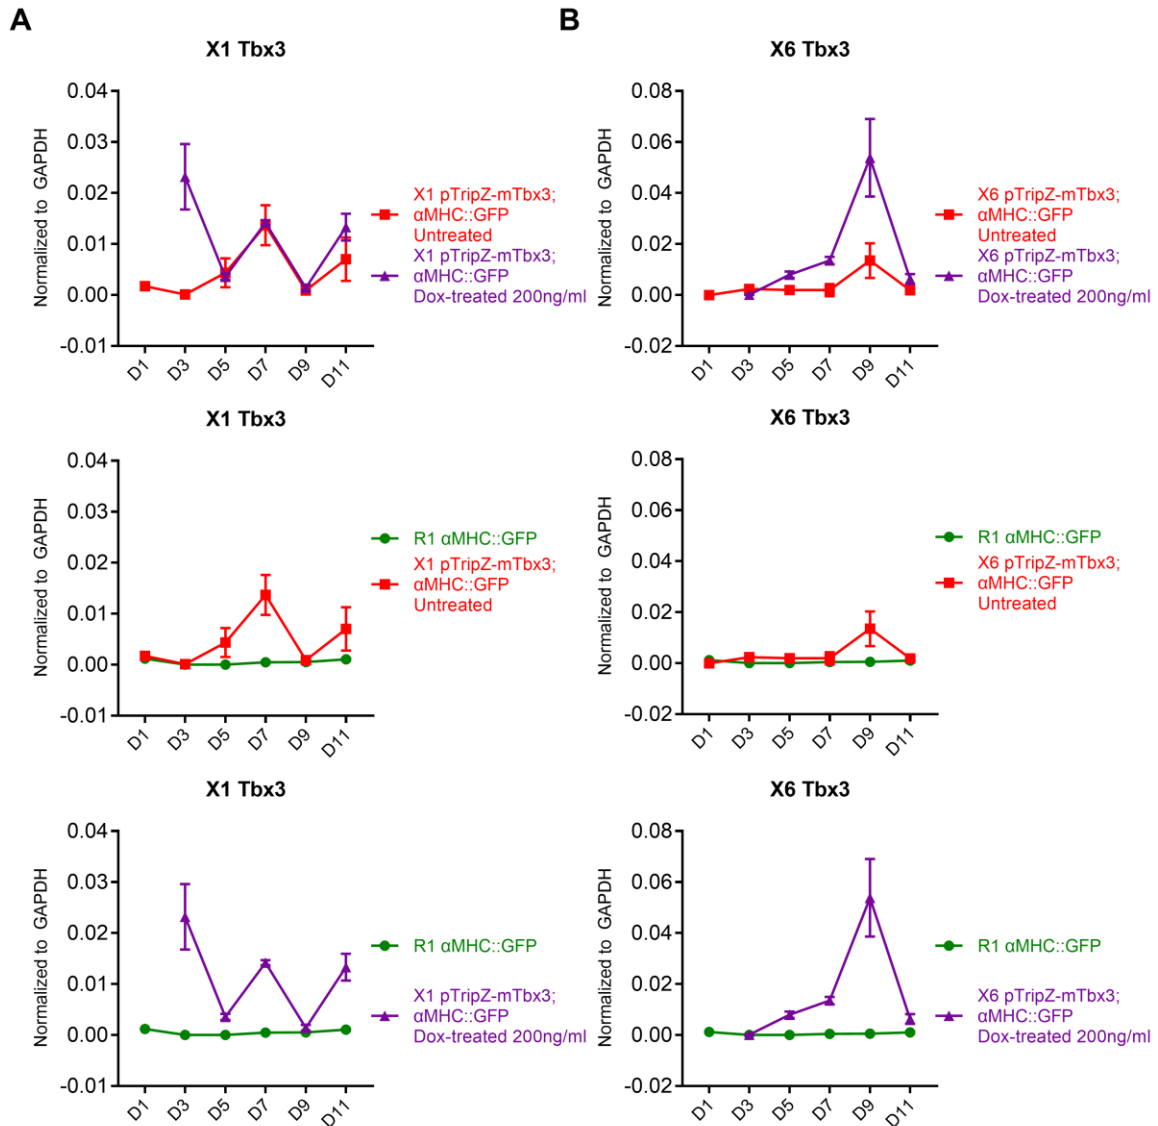 A
X1 Tbx3
Normalized to GAPDH
0.04
0.03
0.02
0.01
0.00
-0.01
D1
D3
D5
D7
D9
D11
X1 pTripZ-mTbx3;
αMHC::GFP
Untreated
X1 pTripZ-mTbx3;
αMHC::GFP
Dox-treated 200ng/ml
B
X6 Tbx3
Normalized to GAPDH
0.08
0.06
0.04
0.02
0.00
-0.02
D1
D3
D5
D7
D9
D11
X6 pTripZ-mTbx3;
αMHC::GFP
Untreated
X6 pTripZ-mTbx3;
αMHC::GFP
Dox-treated 200ng/ml
X1 Tbx3
Normalized to GAPDH
0.04
0.03
0.02
0.01
0.00
-0.01
D1
D3
D5
D7
D9
D11
R1 αMHC::GFP
X1 pTripZ-mTbx3;
αMHC::GFP
Untreated
X6 Tbx3
Normalized to GAPDH
0.08
0.06
0.04
0.02
0.00
-0.02
D1
D3
D5
D7
D9
D11
R1 αMHC::GFP
X6 pTripZ-mTbx3;
αMHC::GFP
Untreated
X1 Tbx3
Normalized to GAPDH
0.04
0.03
0.02
0.01
0.00
-0.01
D1
D3
D5
D7
D9
D11
R1 αMHC::GFP
X1 pTripZ-mTbx3;
αMHC::GFP
Dox-treated 200ng/ml
X6 Tbx3
Normalized to GAPDH
0.08
0.06
0.04
0.02
0.00
-0.02
D1
D3
D5
D7
D9
D11
R1 αMHC::GFP
X6 pTripZ-mTbx3;
αMHC::GFP
Dox-treated 200ng/ml